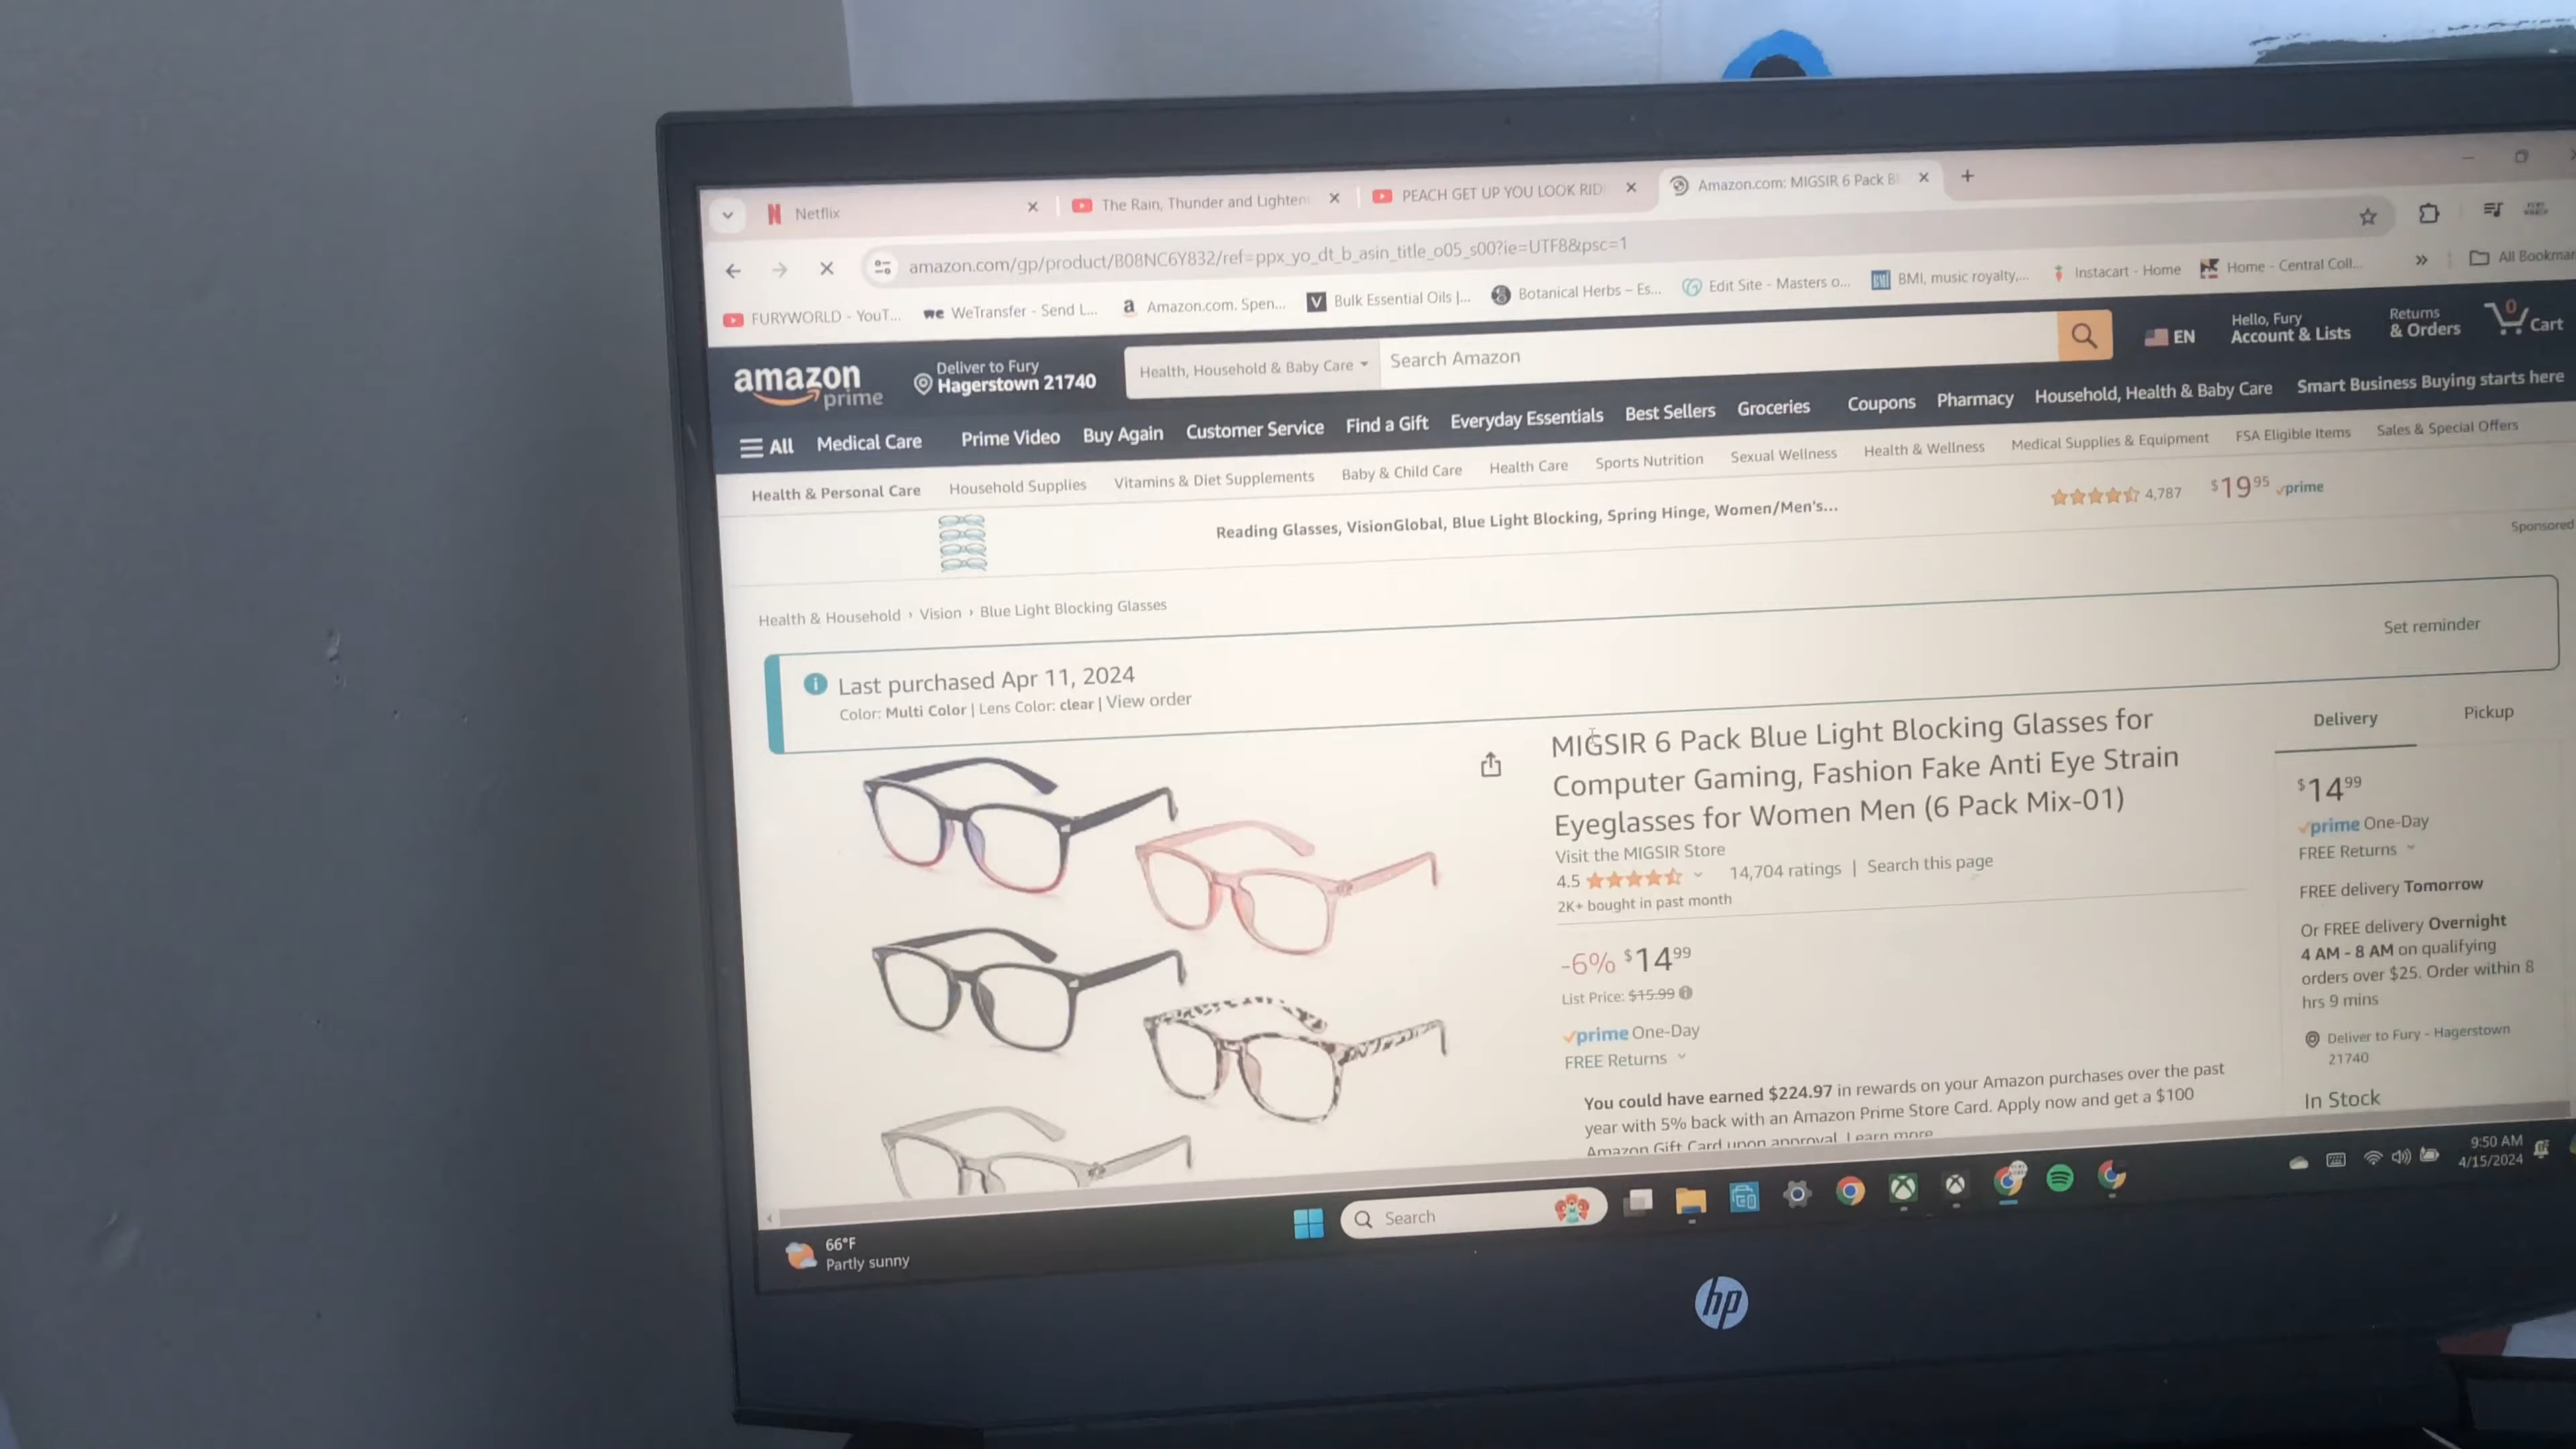 Netflix
The Rain, Thunder and Lighten
PEACH GET UP YOU LOOK RID
Amazon.com: MIGSIR 6 Pack Bl
amazon.com/gp/product/B08NC6Y832/ref=ppx_yo_dt_b_asin_title_o05_s00?ie=UTF8&psc=1
FURYWORLD - YouT...
we WeTransfer - Send L...
a Amazon.com. Spen...
V Bulk Essential Oils |...
Botanical Herbs – Es...
Edit Site - Masters o...
BMI BMI, music royalty,...
Instacart - Home
Home - Central Coll...
»
All Bookmar
amazon prime
Deliver to Fury
Hagerstown 21740
Health, Household & Baby Care
Search Amazon
EN
Hello, Fury
Account & Lists
Returns
& Orders
0
Cart
All Medical Care Prime Video Buy Again Customer Service Find a Gift Everyday Essentials Best Sellers Groceries Coupons Pharmacy Household, Health & Baby Care Smart Business Buying starts here
Health & Personal Care Household Supplies Vitamins & Diet Supplements Baby & Child Care Health Care Sports Nutrition Sexual Wellness Health & Wellness Medical Supplies & Equipment FSA Eligible Items Sales & Special Offers
Reading Glasses, VisionGlobal, Blue Light Blocking, Spring Hinge, Women/Men's...
4,787 $1995 prime
Sponsored
Health & Household › Vision › Blue Light Blocking Glasses
Last purchased Apr 11, 2024
Color: Multi Color | Lens Color: clear | View order
Set reminder
MIGSIR 6 Pack Blue Light Blocking Glasses for
Computer Gaming, Fashion Fake Anti Eye Strain
Eyeglasses for Women Men (6 Pack Mix-01)
Visit the MIGSIR Store
4.5 14,704 ratings | Search this page
2K+ bought in past month
-6% $1499
List Price: $15.99
prime One-Day
FREE Returns
You could have earned $224.97 in rewards on your Amazon purchases over the past
year with 5% back with an Amazon Prime Store Card. Apply now and get a $100
Amazon Gift Card upon approval. Learn more
Delivery Pickup
$1499
prime One-Day
FREE Returns
FREE delivery Tomorrow
Or FREE delivery Overnight
4 AM - 8 AM on qualifying
orders over $25. Order within 8
hrs 9 mins
Deliver to Fury - Hagerstown
21740
In Stock
66°F
Partly sunny
Search
9:50 AM
4/15/2024
hp